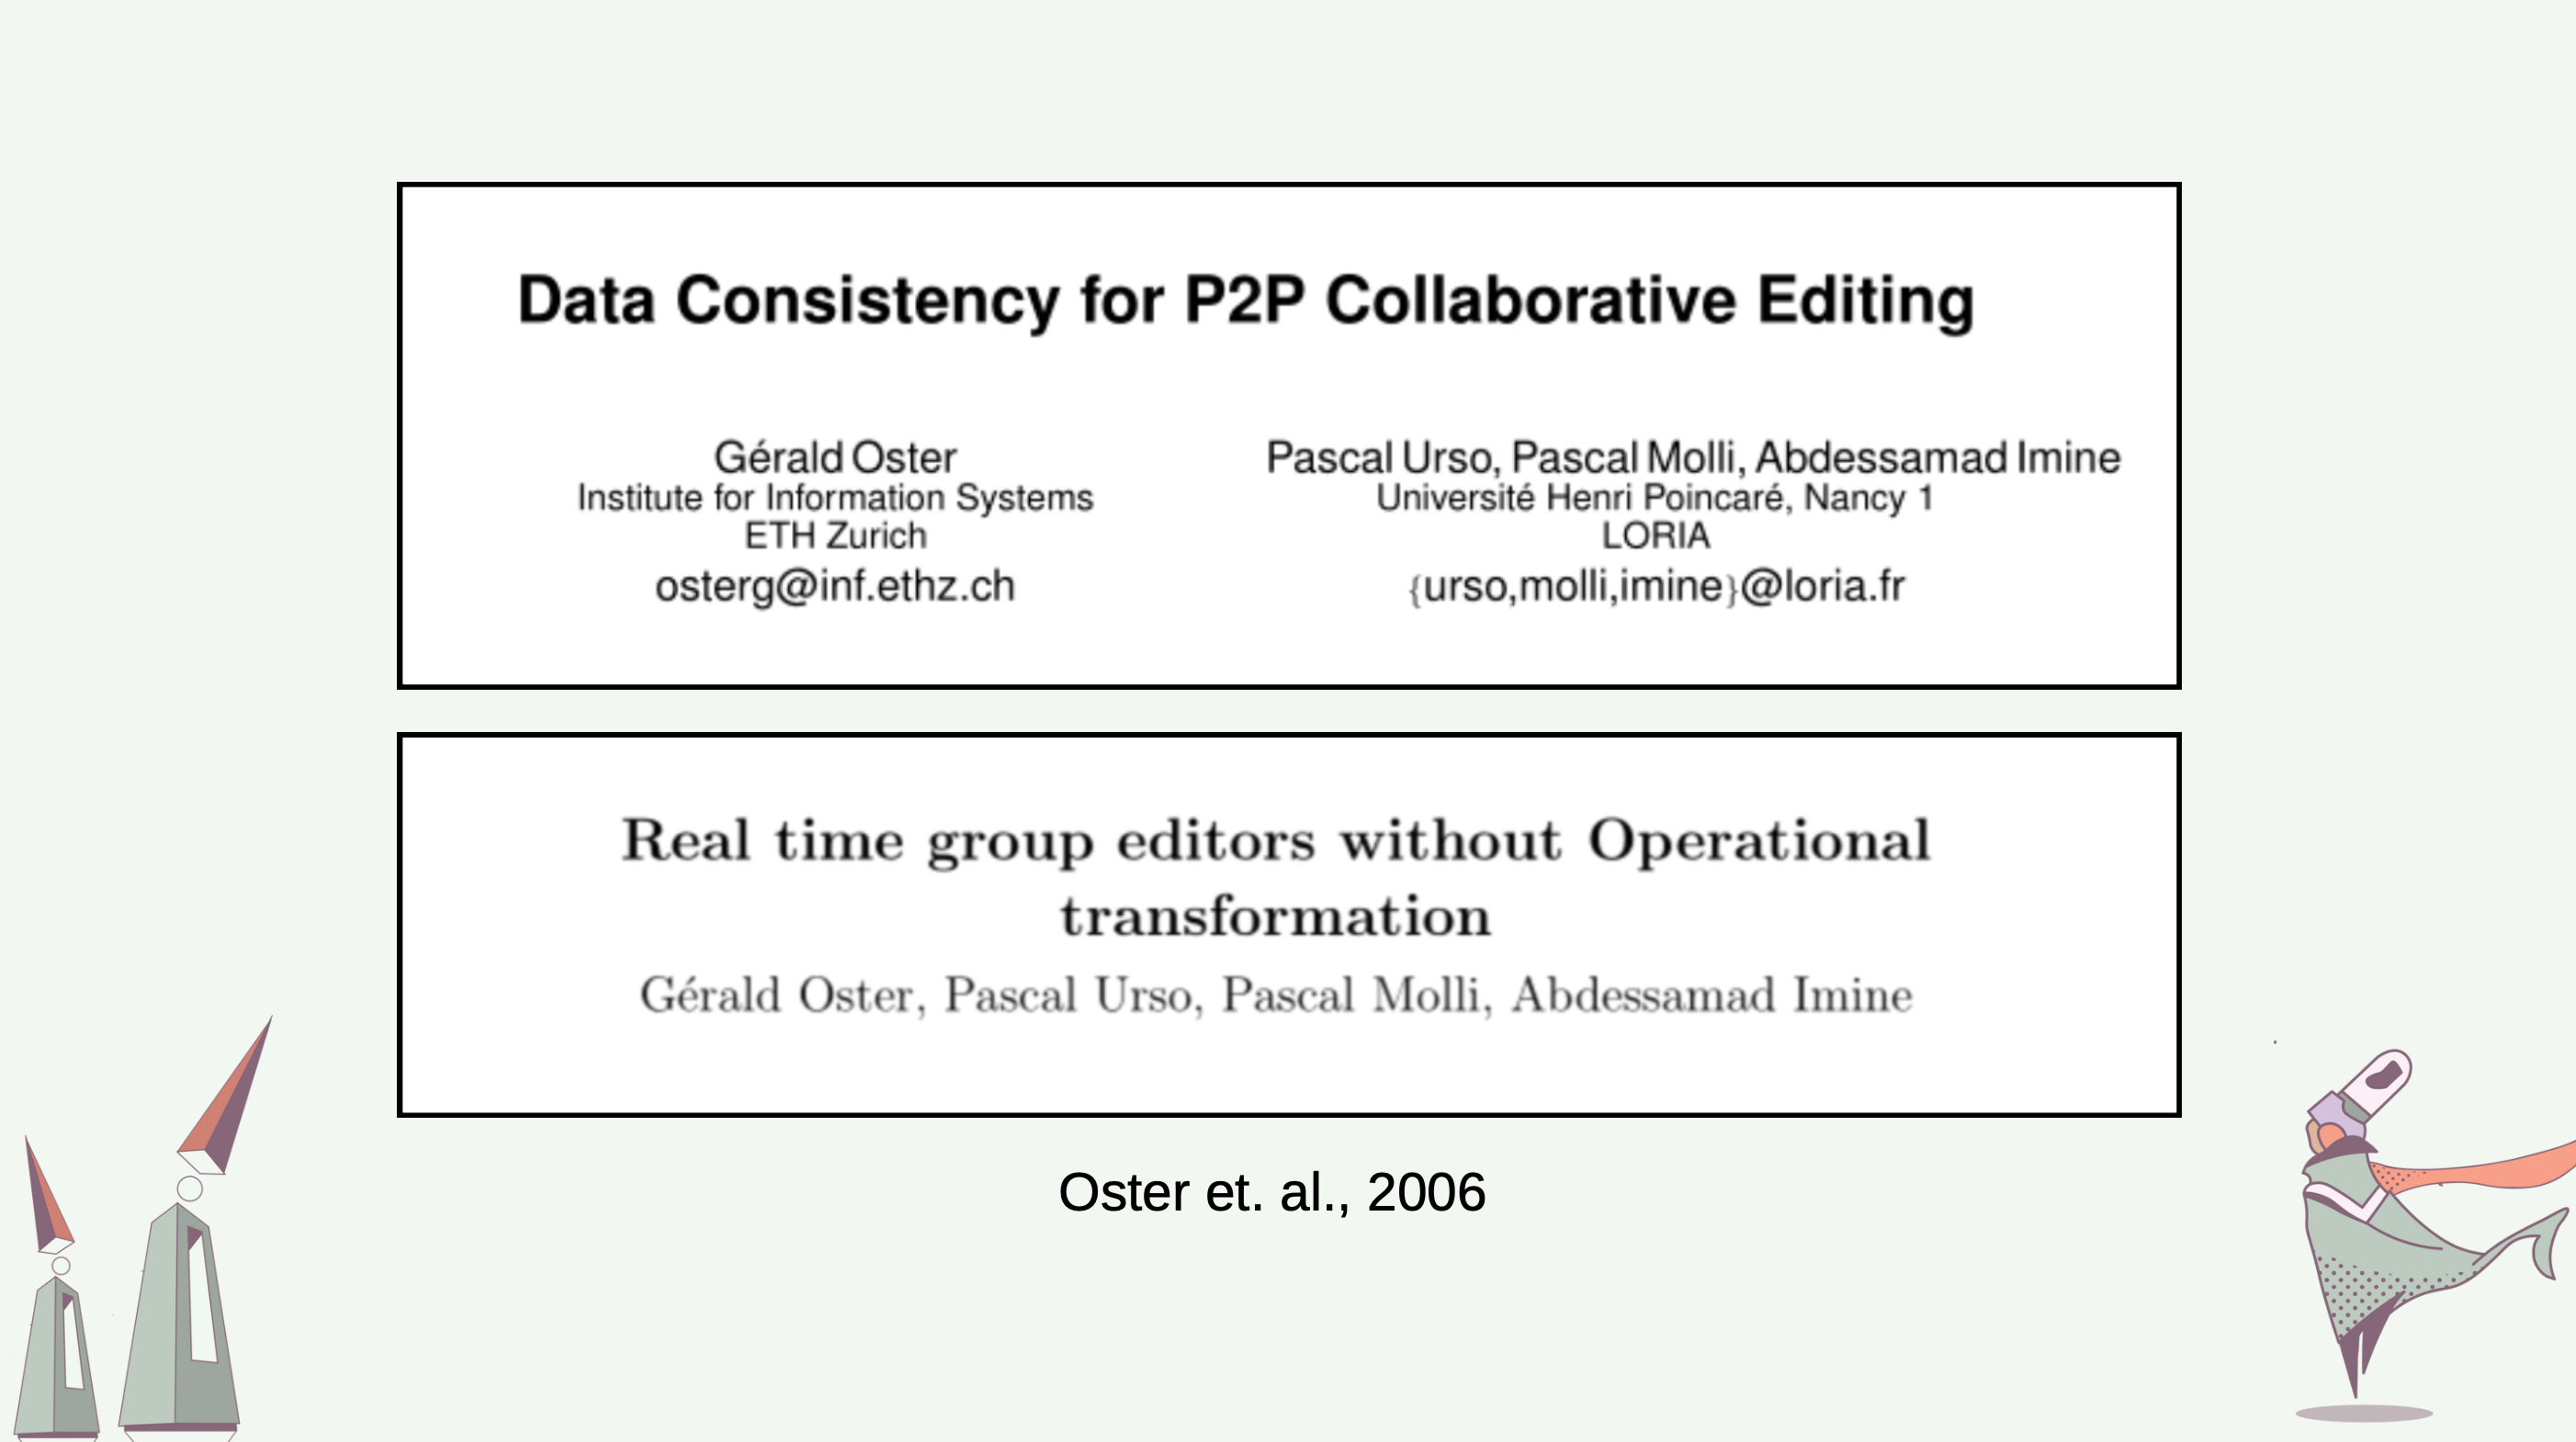 Data Consistency for P2P Collaborative Editing
Gérald Oster
Institute for Information Systems
ETH Zurich
osterg@inf.ethz.ch
Pascal Urso, Pascal Molli, Abdessamad Imine
Université Henri Poincaré, Nancy 1
LORIA
{urso,molli,imine}@loria.fr
Real time group editors without Operational
transformation
Gérald Oster, Pascal Urso, Pascal Molli, Abdessamad Imine
Oster et. al., 2006